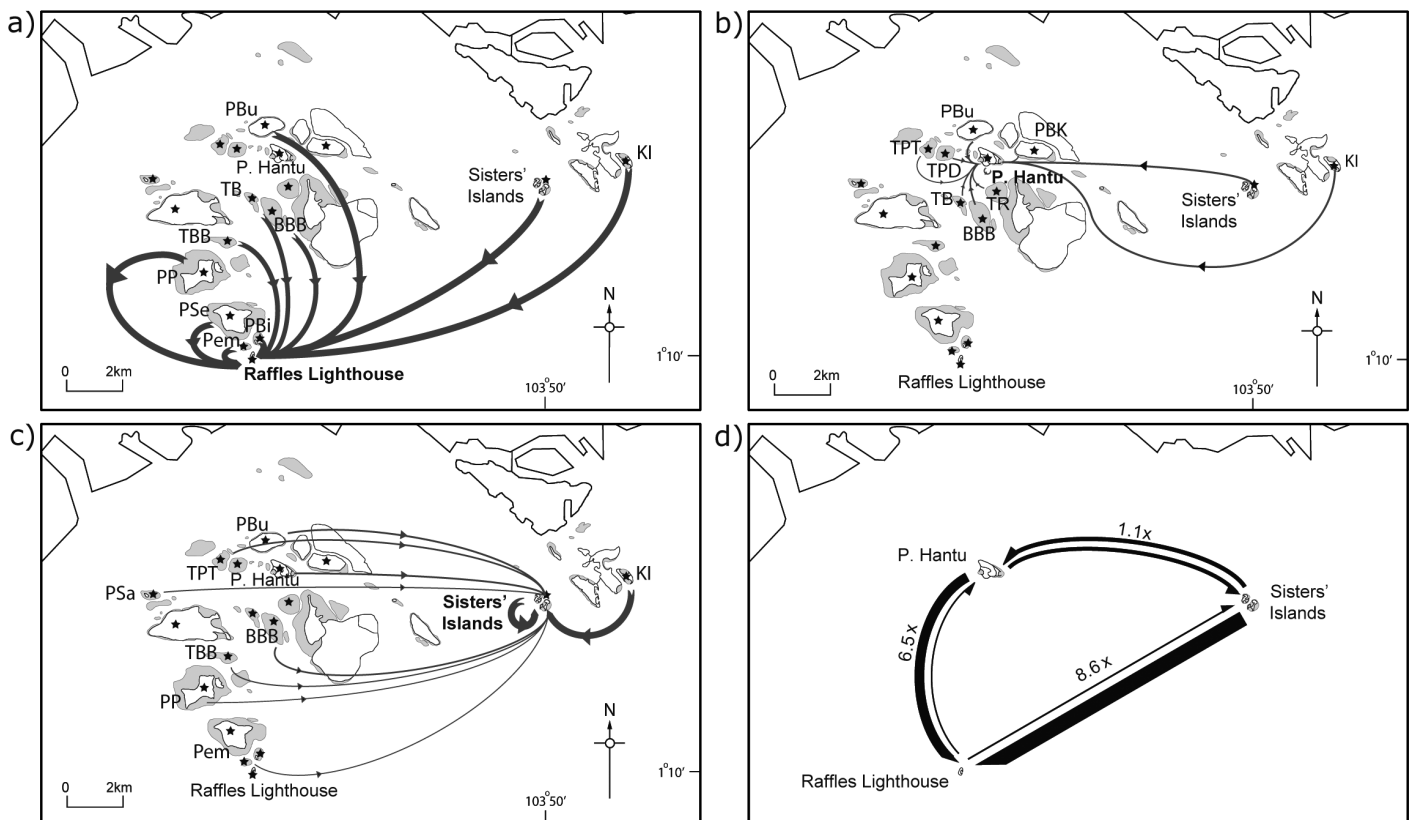 a)
PBu
P. Hantu
KI
Sisters'
Islands
TB
BBB
TBB
PP
PSe
PBi
Pem
N
0 2km
Raffles Lighthouse
1°10'
103°50'
b)
PBu
PBK
TPT
TPD
P. Hantu
KI
Sisters'
Islands
TB
TR
BBB
N
0 2km
Raffles Lighthouse
1°10'
103°50'
c)
PBu
TPT
P. Hantu
KI
PSa
Sisters'
Islands
BBB
TBB
PP
Pem
N
0 2km
Raffles Lighthouse
1°10'
103°50'
d)
1.1x
P. Hantu
Sisters'
Islands
6.5x
8.6x
Raffles Lighthouse